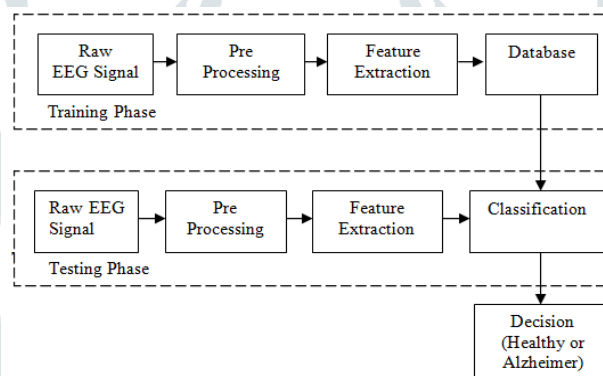 Raw
EEG Signal
Pre
Processing
Feature
Extraction
Database
Training Phase
Raw EEG
Signal
Pre
Processing
Feature
Extraction
Classification
Testing Phase
Decision
(Healthy or
Alzheimer)